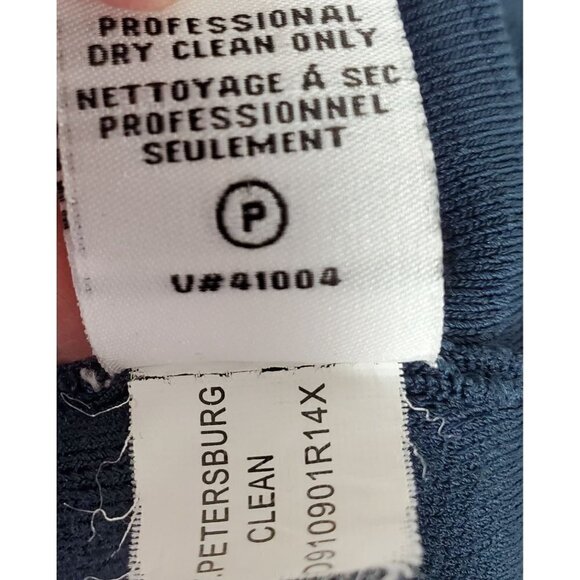 PROFESSIONAL
DRY CLEAN ONLY
NETTOYAGE Á SEC
PROFESSIONNEL
SEULEMENT
P
V#41004
.PETERSBURG
CLEAN
0910901R14X